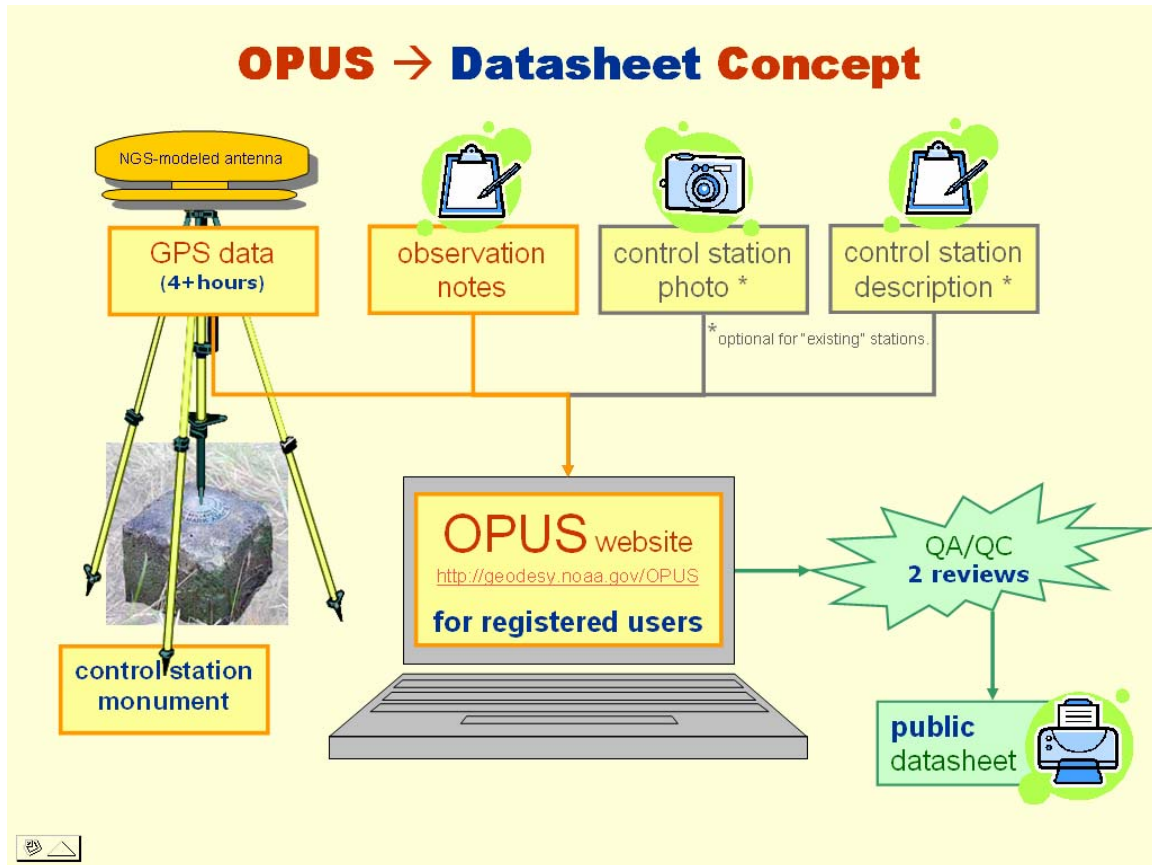 OPUS → Datasheet Concept
NGS-modeled antenna
GPS data
(4+hours)
observation
notes
control station
photo *
control station
description *
*optional for "existing" stations.
OPUS website
http://geodesy.noaa.gov/OPUS
for registered users
QA/QC
2 reviews
control station
monument
public
datasheet